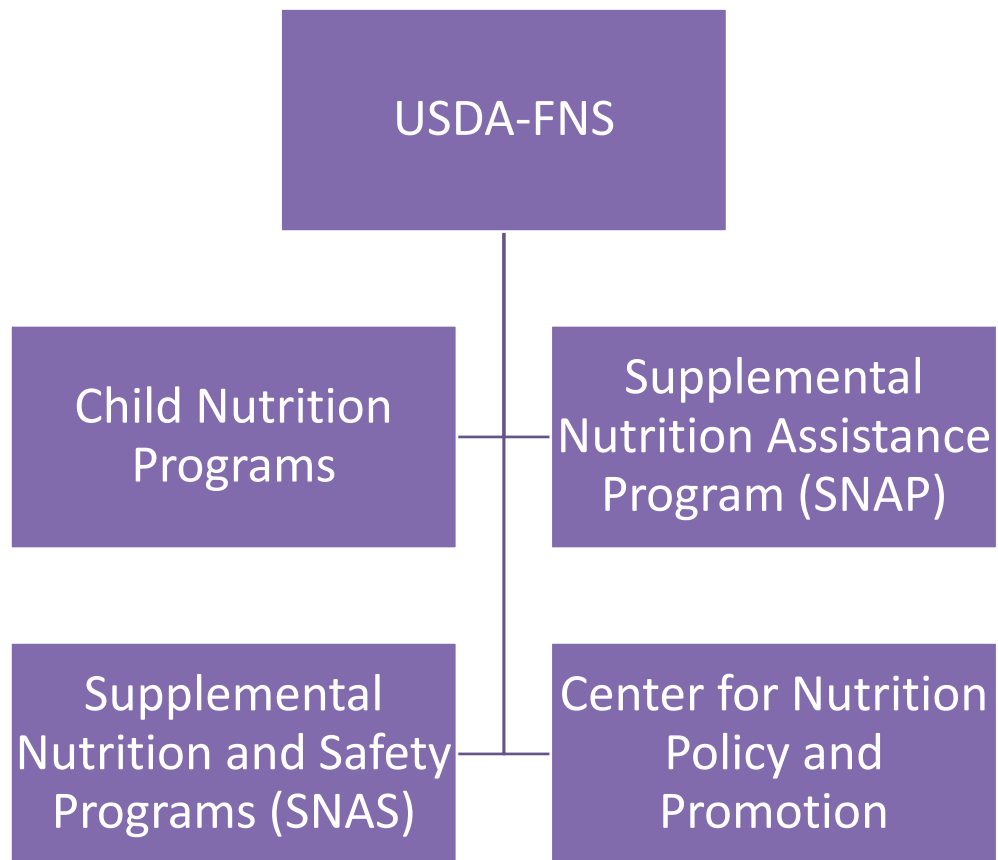 USDA-FNS
Child Nutrition
Programs
Supplemental
Nutrition Assistance
Program (SNAP)
Supplemental
Nutrition and Safety
Programs (SNAS)
Center for Nutrition
Policy and
Promotion